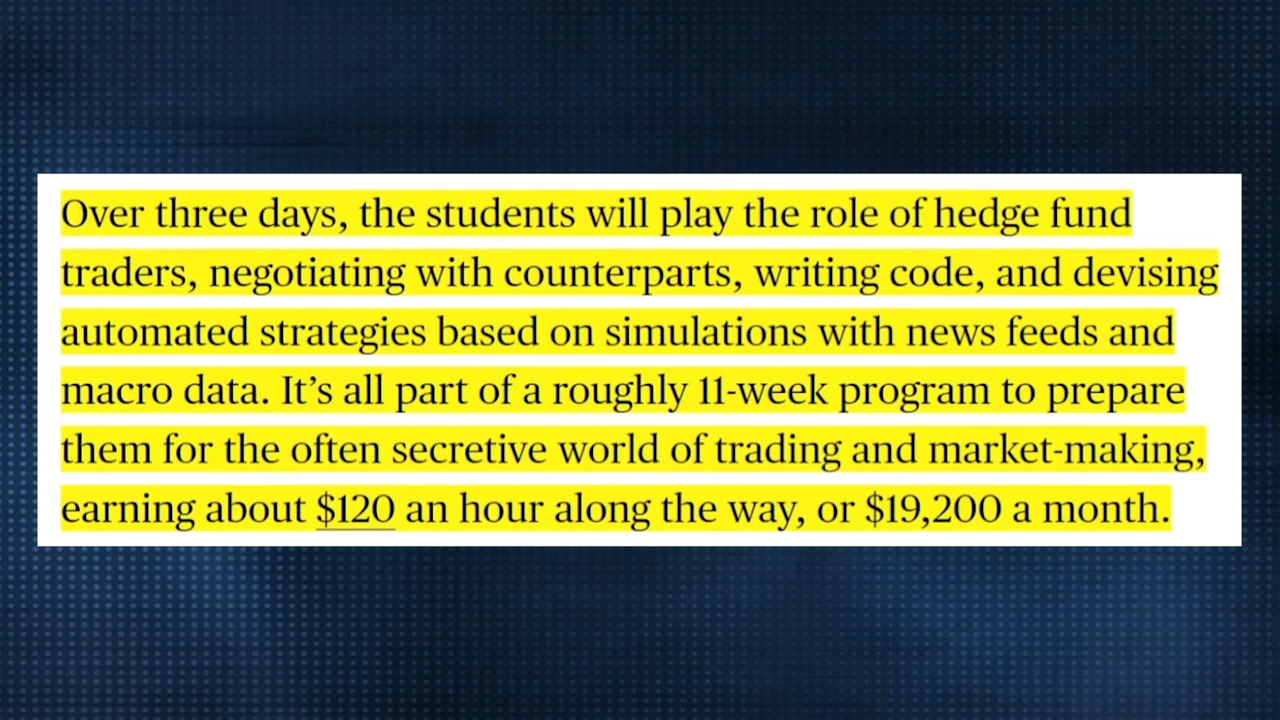 Over three days, the students will play the role of hedge fund
traders, negotiating with counterparts, writing code, and devising
automated strategies based on simulations with news feeds and
macro data. It’s all part of a roughly 11-week program to prepare
them for the often secretive world of trading and market-making,
earning about $120 an hour along the way, or $19,200 a month.